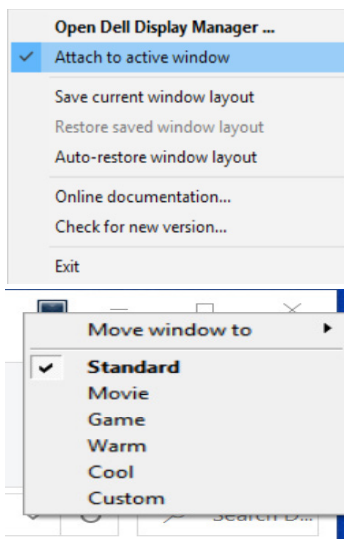 Open Dell Display Manager ...
Attach to active window
Save current window layout
Restore saved window layout
Auto-restore window layout
Online documentation...
Check for new version...
Exit
Move window to
Standard
Movie
Game
Warm
Cool
Custom
Search D...